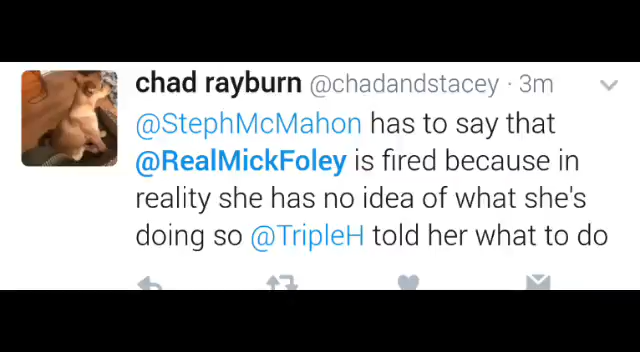 chad rayburn @chadandstacey · 3m
@StephMcMahon has to say that
@RealMickFoley is fired because in
reality she has no idea of what she's
doing so @TripleH told her what to do